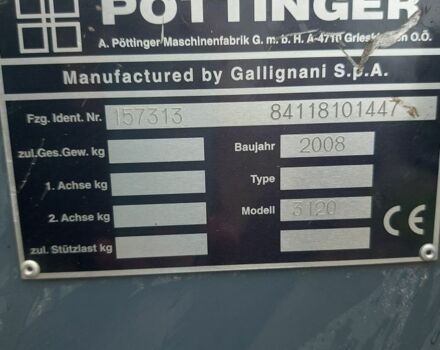 PÖTTINGER
A. Pöttinger Maschinenfabrik G. m. b. H. A-4710 Grieskirchen O.Ö.
Manufactured by Gallignani S.p.A.
Fzg. Ident. Nr. 157313 84118101447
zul.Ges.Gew. kg Baujahr 2008
1. Achse kg Type
2. Achse kg Modell 3120
zul. Stützlast kg CE